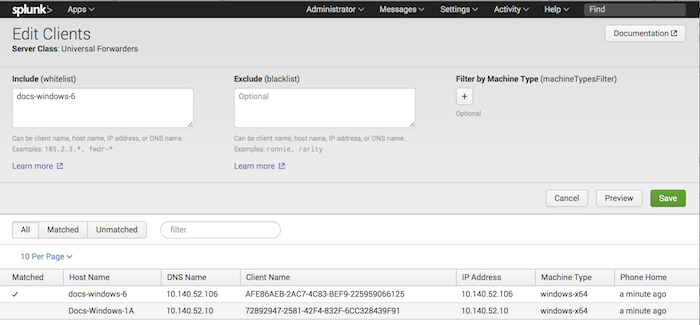 splunk> Apps Administrator Messages Settings Activity Help Find
Edit Clients
Documentation
Server Class: Universal Forwarders
Include (whitelist) Exclude (blacklist) Filter by Machine Type (machineTypesFilter)
docs-windows-6 Optional +
Optional
Can be client name, host name, IP address, or DNS name. Can be client name, host name, IP address, or DNS name.
Examples: 185.2.3.*, fwdr-* Examples: ronnie, rarity
Learn more Learn more
Cancel Preview Save
All Matched Unmatched filter
10 Per Page
Matched Host Name DNS Name Client Name IP Address Machine Type Phone Home
✓ docs-windows-6 10.140.52.106 AFE86AEB-2AC7-4C83-BEF9-225959066125 10.140.52.106 windows-x64 a minute ago
Docs-Windows-1A 10.140.52.10 72892947-2581-42F4-832F-6CC328439F91 10.140.52.10 windows-x64 a minute ago